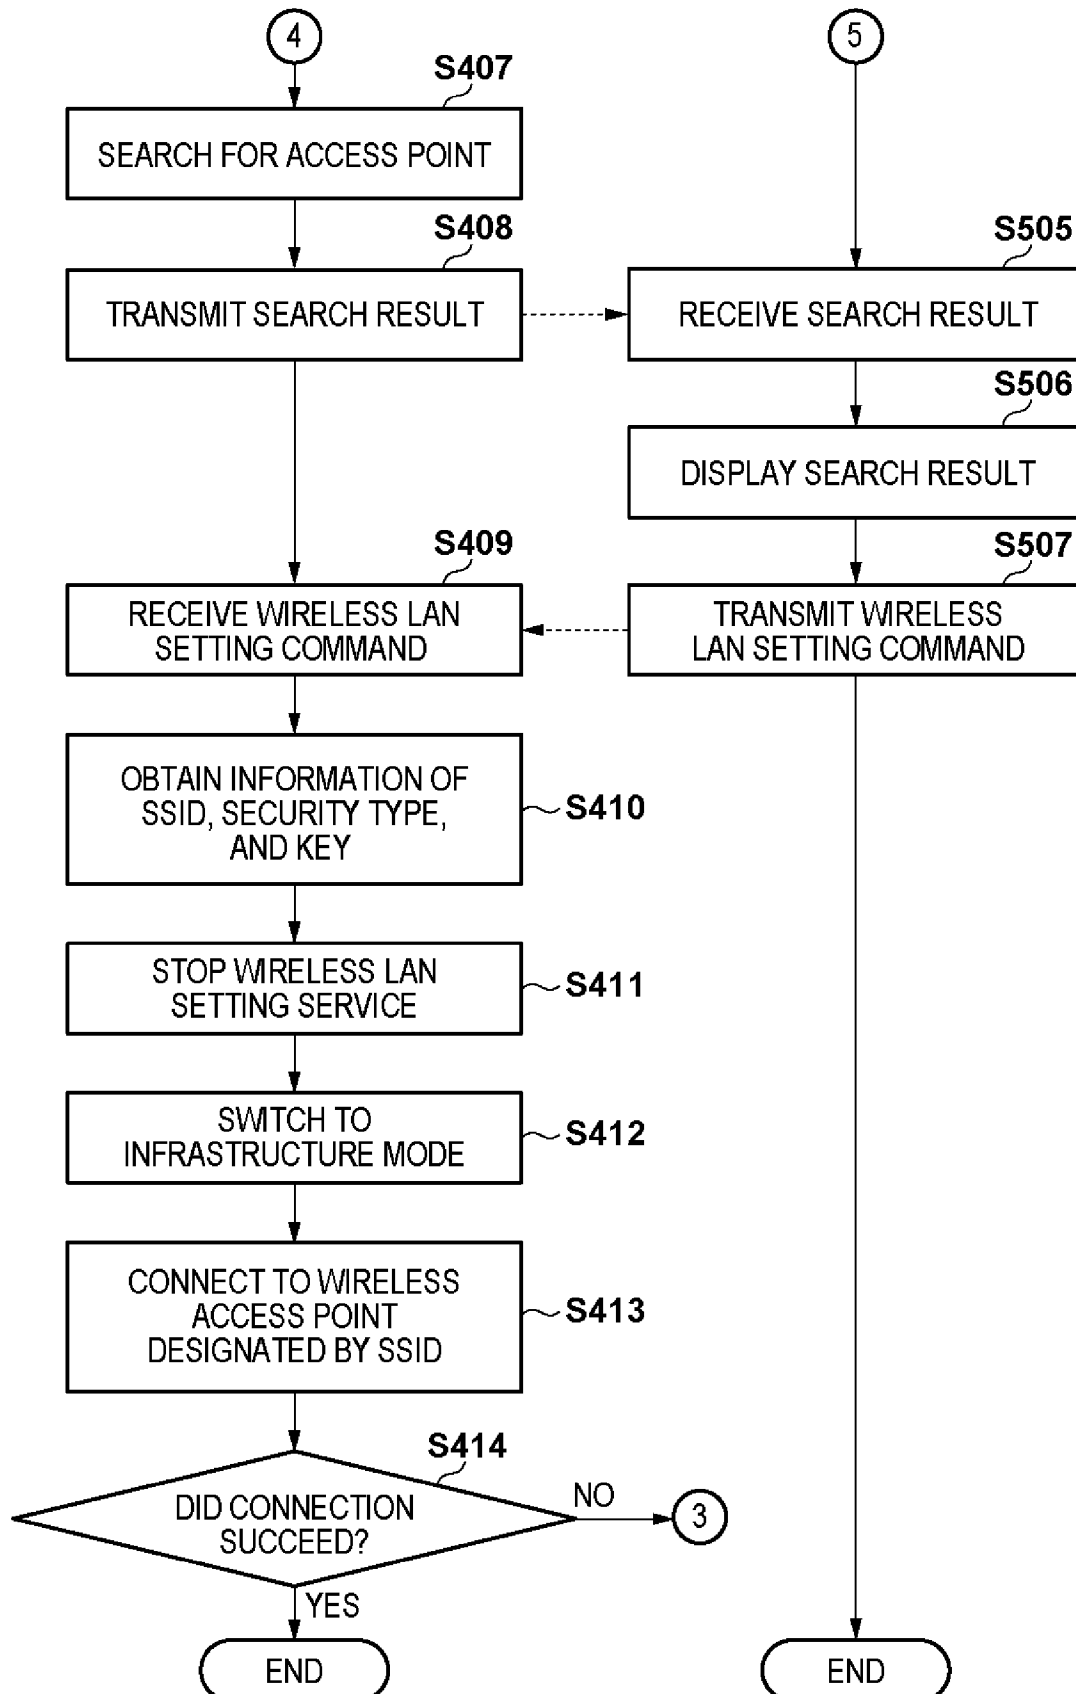 4
5
S407
SEARCH FOR ACCESS POINT
S408
S505
TRANSMIT SEARCH RESULT
RECEIVE SEARCH RESULT
S506
DISPLAY SEARCH RESULT
S409
S507
RECEIVE WIRELESS LAN
SETTING COMMAND
TRANSMIT WIRELESS
LAN SETTING COMMAND
OBTAIN INFORMATION OF
SSID, SECURITY TYPE,
AND KEY
S410
STOP WIRELESS LAN
SETTING SERVICE
S411
SWITCH TO
INFRASTRUCTURE MODE
S412
CONNECT TO WIRELESS
ACCESS POINT
DESIGNATED BY SSID
S413
S414
DID CONNECTION
SUCCEED?
NO
3
YES
END
END